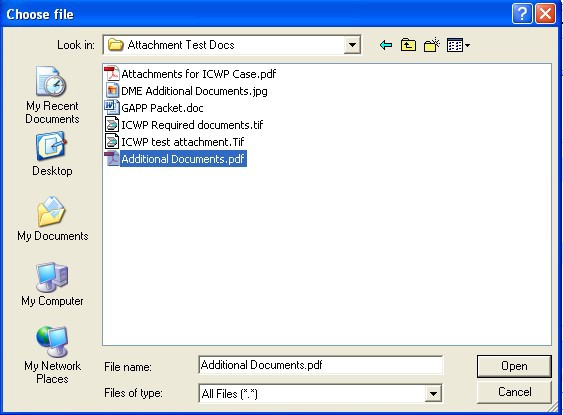 Choose file
Look in:
Attachment Test Docs
My Recent
Documents
Desktop
My Documents
My Computer
My Network
Places
Attachments for ICWP Case.pdf
DME Additional Documents.jpg
GAPP Packet.doc
ICWP Required documents.tif
ICWP test attachment.Tif
Additional Documents.pdf
File name:
Additional Documents.pdf
Open
Files of type:
All Files (*.*)
Cancel